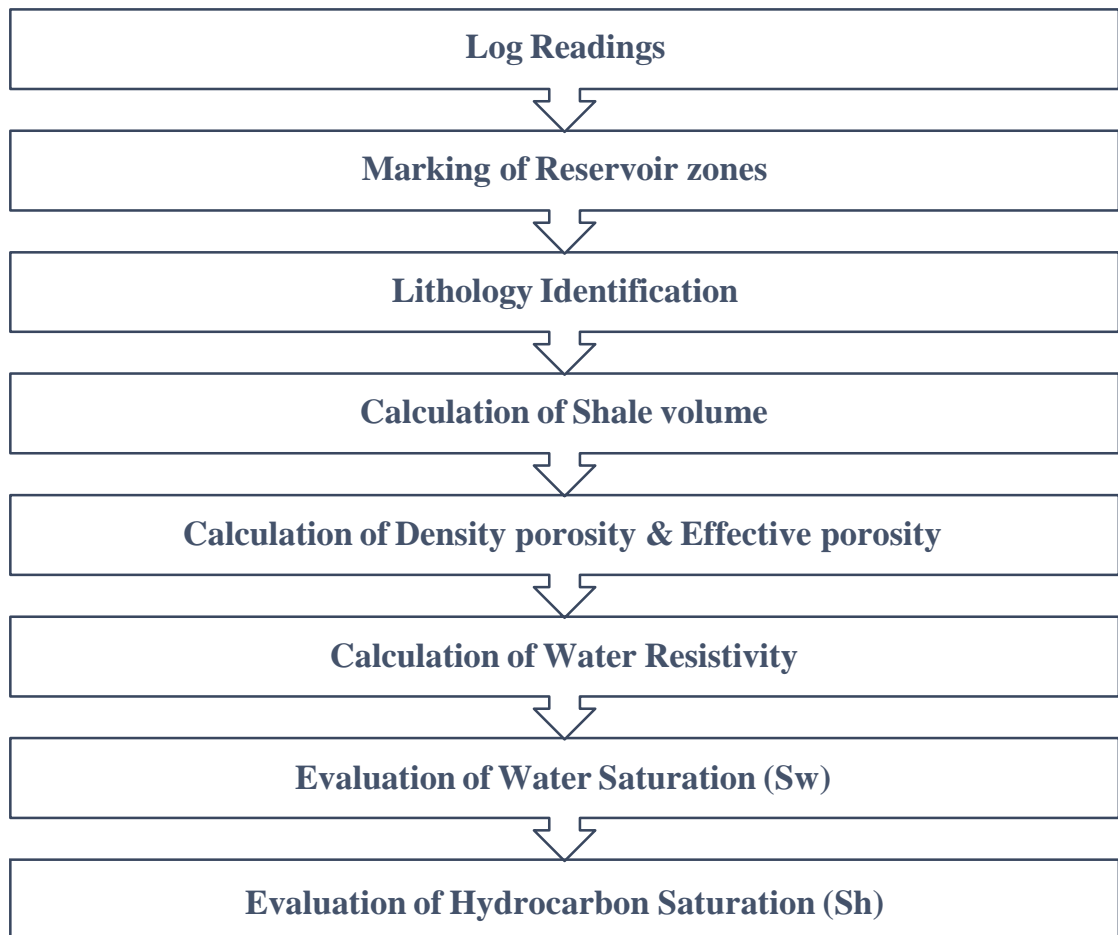 Log Readings
Marking of Reservoir zones
Lithology Identification
Calculation of Shale volume
Calculation of Density porosity & Effective porosity
Calculation of Water Resistivity
Evaluation of Water Saturation (Sw)
Evaluation of Hydrocarbon Saturation (Sh)